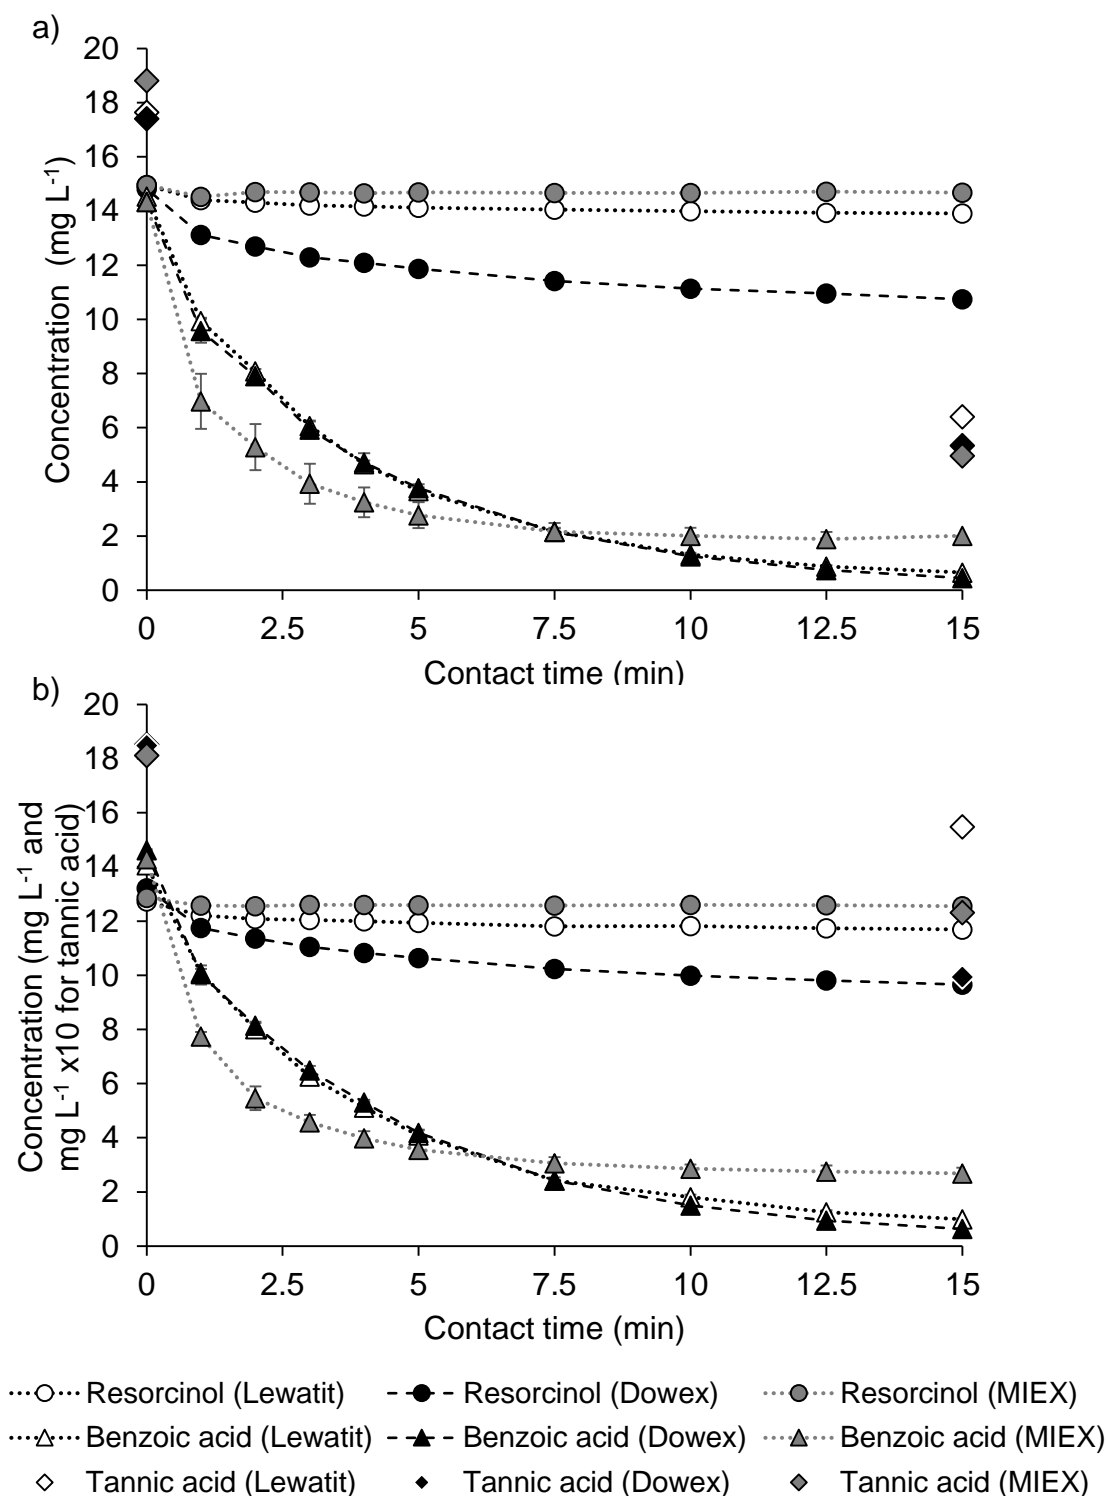 a)
20
18
16
14
12
10
8
6
4
2
0
Concentration (mg L-1)
0 2.5 5 7.5 10 12.5 15
Contact time (min)
b)
20
18
16
14
12
10
8
6
4
2
0
Concentration (mg L-1 and
mg L-1 x10 for tannic acid)
0 2.5 5 7.5 10 12.5 15
Contact time (min)
Resorcinol (Lewatit) Resorcinol (Dowex) Resorcinol (MIEX)
Benzoic acid (Lewatit) Benzoic acid (Dowex) Benzoic acid (MIEX)
Tannic acid (Lewatit) Tannic acid (Dowex) Tannic acid (MIEX)